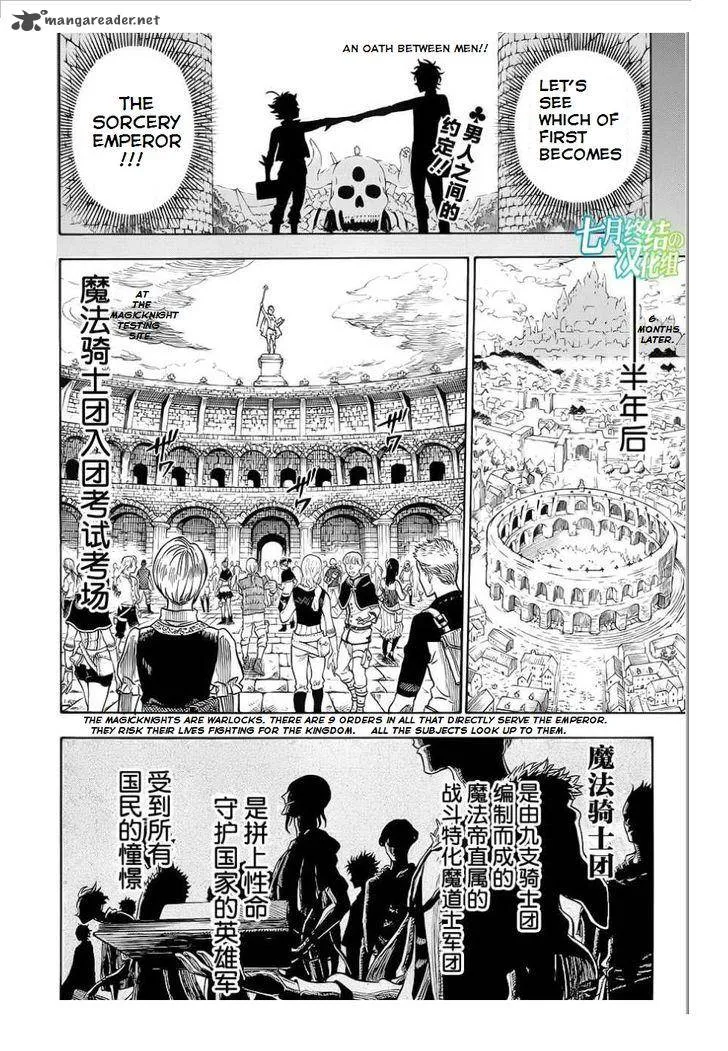 mangareader.net
AN OATH BETWEEN MEN!!
LET'S
SEE
WHICH OF
FIRST
BECOMES
THE
SORCERY
EMPEROR
!!!
♣男人之间的
约定!!
七月终结の
汉化组
6
MONTHS
LATER.
半年后
AT
THE
MAGICKNIGHT
TESTING
SITE.
魔法骑士团入团考试考场
ザワ
ザワ
ザワ
THE MAGICKNIGHTS ARE WARLOCKS. THERE ARE 9 ORDERS IN ALL THAT DIRECTLY SERVE THE EMPEROR.
THEY RISK THEIR LIVES FIGHTING FOR THE KINGDOM. ALL THE SUBJECTS LOOK UP TO THEM.
魔法骑士团
是由九支骑士团
编制而成的
魔法帝直属的
战斗特化魔道士军团
是拼上性命
守护国家的英雄军
受到所有
国民的憧憬